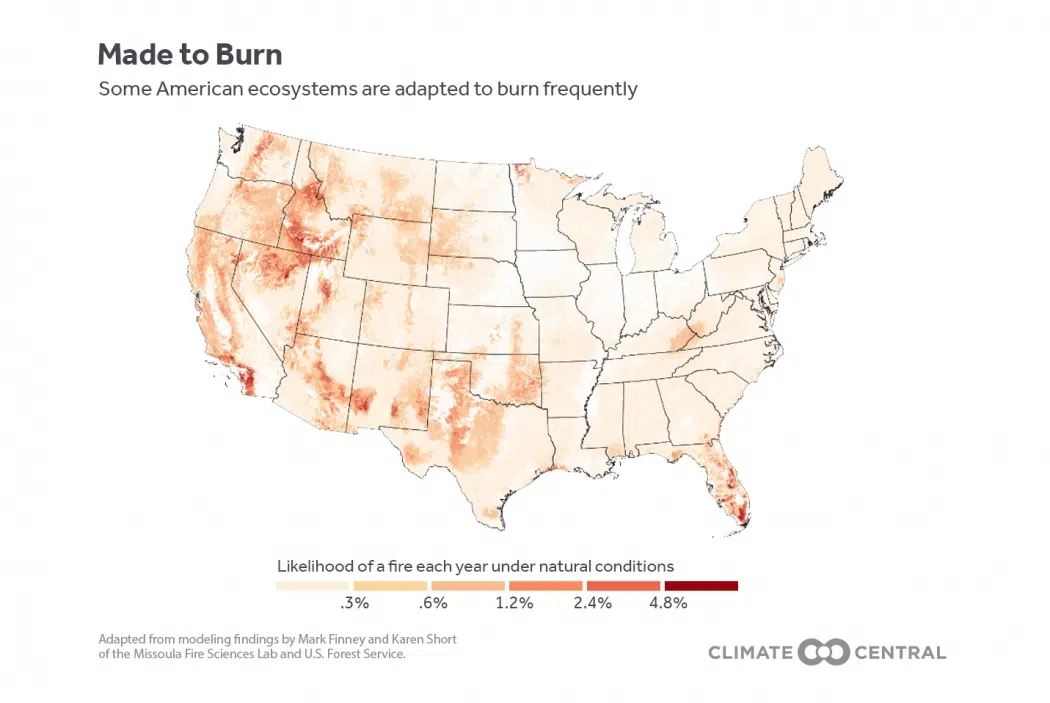 Made to Burn
Some American ecosystems are adapted to burn frequently
Likelihood of a fire each year under natural conditions
.3% .6% 1.2% 2.4% 4.8%
Adapted from modeling findings by Mark Finney and Karen Short
of the Missoula Fire Sciences Lab and U.S. Forest Service.
CLIMATE CENTRAL